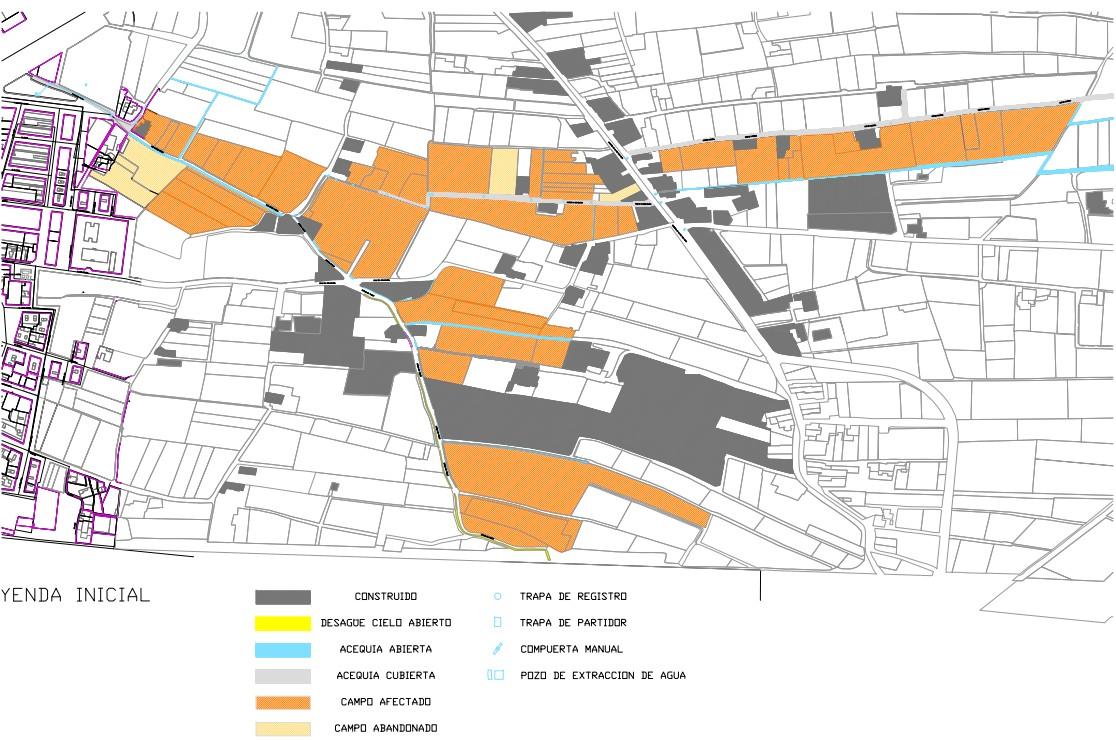 YENDA INICIAL
CONSTRUIDO
DESAGUE CIELO ABIERTO
ACEQUIA ABIERTA
ACEQUIA CUBIERTA
CAMPO AFECTADO
CAMPO ABANDONADO
TRAPA DE REGISTRO
TRAPA DE PARTIDOR
COMPUERTA MANUAL
POZO DE EXTRACCION DE AGUA